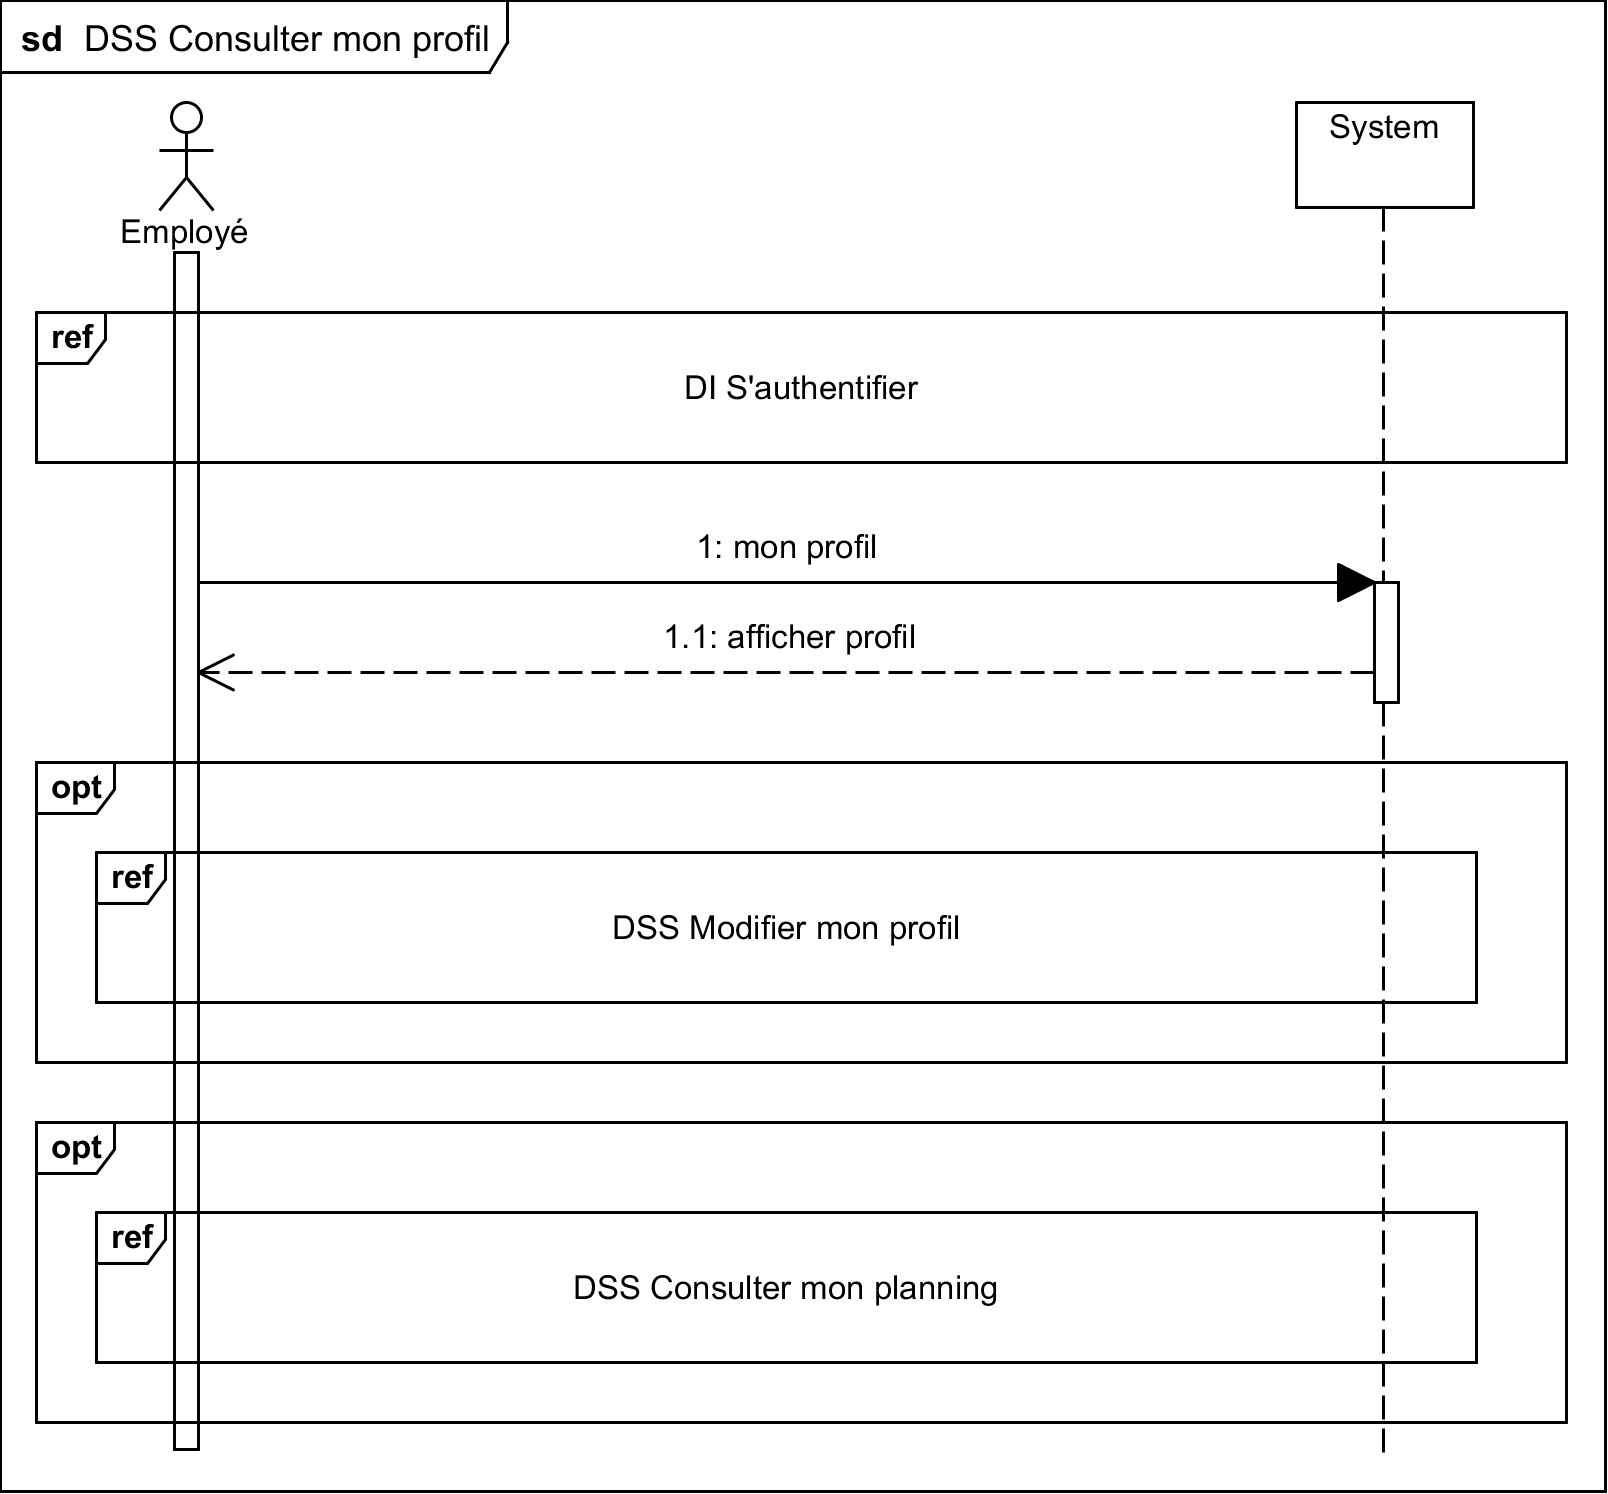 sd DSS Consulter mon profil
System
Employé
ref
DI S'authentifier
1: mon profil
1.1: afficher profil
opt
ref
DSS Modifier mon profil
opt
ref
DSS Consulter mon planning